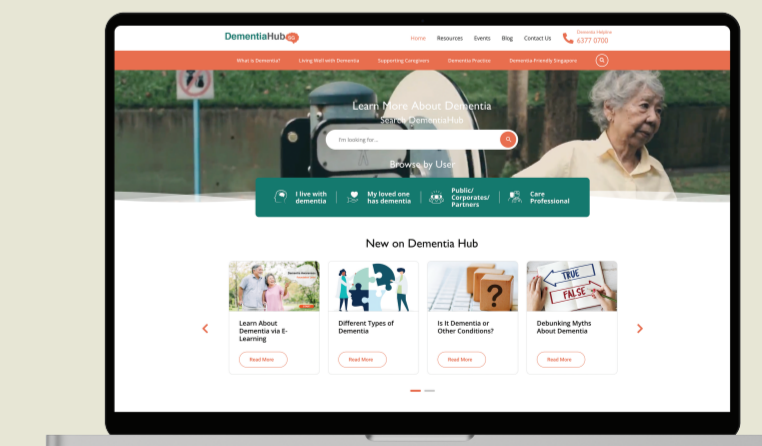 DementiaHub SG
Home Resources Events Blog Contact Us
Dementia Helpline
6377 0700
What is Dementia? Living Well with Dementia Supporting Caregivers Dementia Practice Dementia Friendly Singapore
Learn More About Dementia
Search DementiaHub
I'm looking for...
Browse by User
I live with
dementia
My loved one
has dementia
Public/
Corporates/
Partners
Care
Professional
New on Dementia Hub
?
TRUE
FALSE
Learn About
Dementia via E-
Learning
Different Types of
Dementia
Is It Dementia or
Other Conditions?
Debunking Myths
About Dementia
Read More
Read More
Read More
Read More